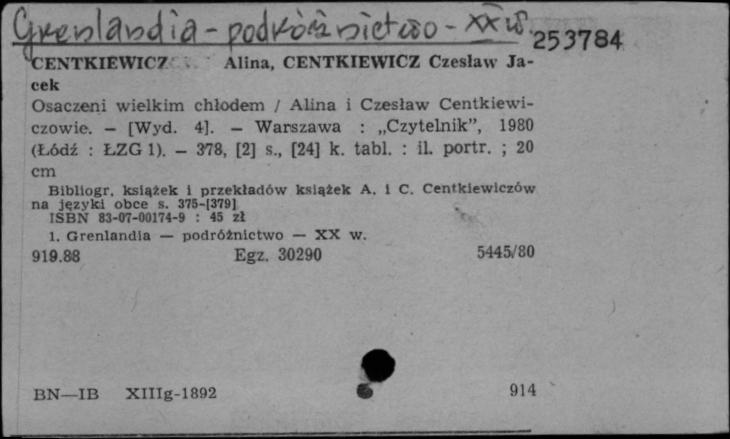 Grenlandia - podróżnictwo - XX w.
253784
CENTKIEWICZ Alina, CENTKIEWICZ Czesław Ja-
cek
Osaczeni wielkim chłodem / Alina i Czesław Centkiewi-
czowie. — [Wyd. 4]. — Warszawa : „Czytelnik”, 1980
(Łódź : ŁZG 1). — 378, [2] s., [24] k. tabl. : il. portr. ; 20
cm
Bibliogr. książek i przekładów książek A. i C. Centkiewiczów
na języki obce s. 375-[379]
ISBN 83-07-00174-9 : 45 zł
1. Grenlandia — podróżnictwo — XX w.
919.88 Egz. 30290 5445/80
BN—IB XIIIg-1892 914